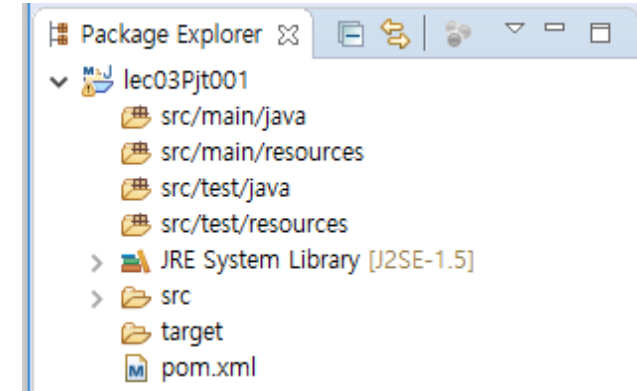 Package Explorer
lec03Pjt001
src/main/java
src/main/resources
src/test/java
src/test/resources
JRE System Library [J2SE-1.5]
src
target
pom.xml